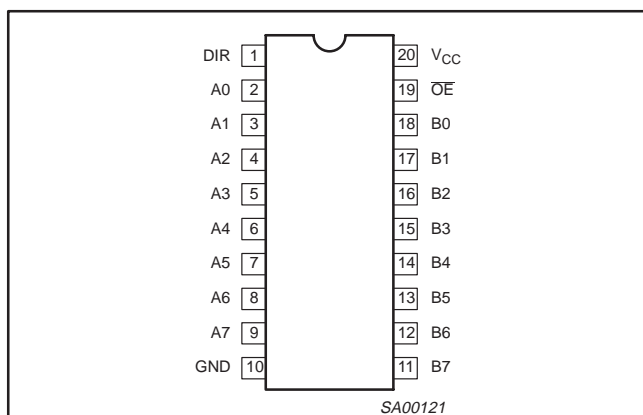 DIR 1 20 VCC
A0 2 19 OE
A1 3 18 B0
A2 4 17 B1
A3 5 16 B2
A4 6 15 B3
A5 7 14 B4
A6 8 13 B5
A7 9 12 B6
GND 10 11 B7
SA00121